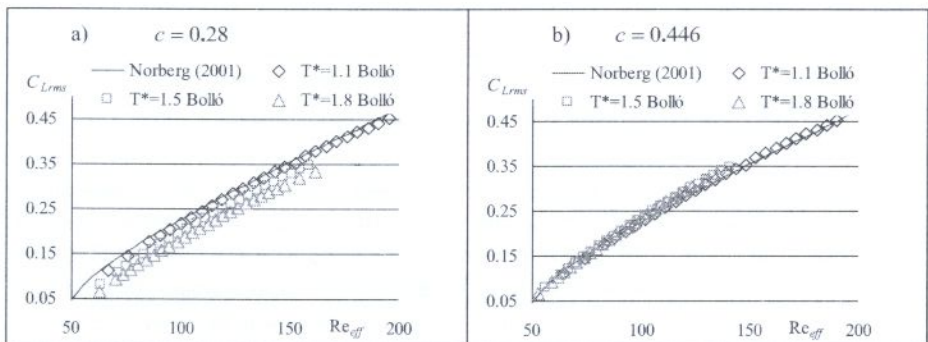 a) c = 0.28
C_Lrms
Norberg (2001) T*=1.1 Bolló
T*=1.5 Bolló T*=1.8 Bolló
0.45
0.35
0.25
0.15
0.05
50 100 150 Re_eff 200
b) c = 0.446
C_Lrms
Norberg (2001) T*=1.1 Bolló
T*=1.5 Bolló T*=1.8 Bolló
0.45
0.35
0.25
0.15
0.05
50 100 150 Re_eff 200